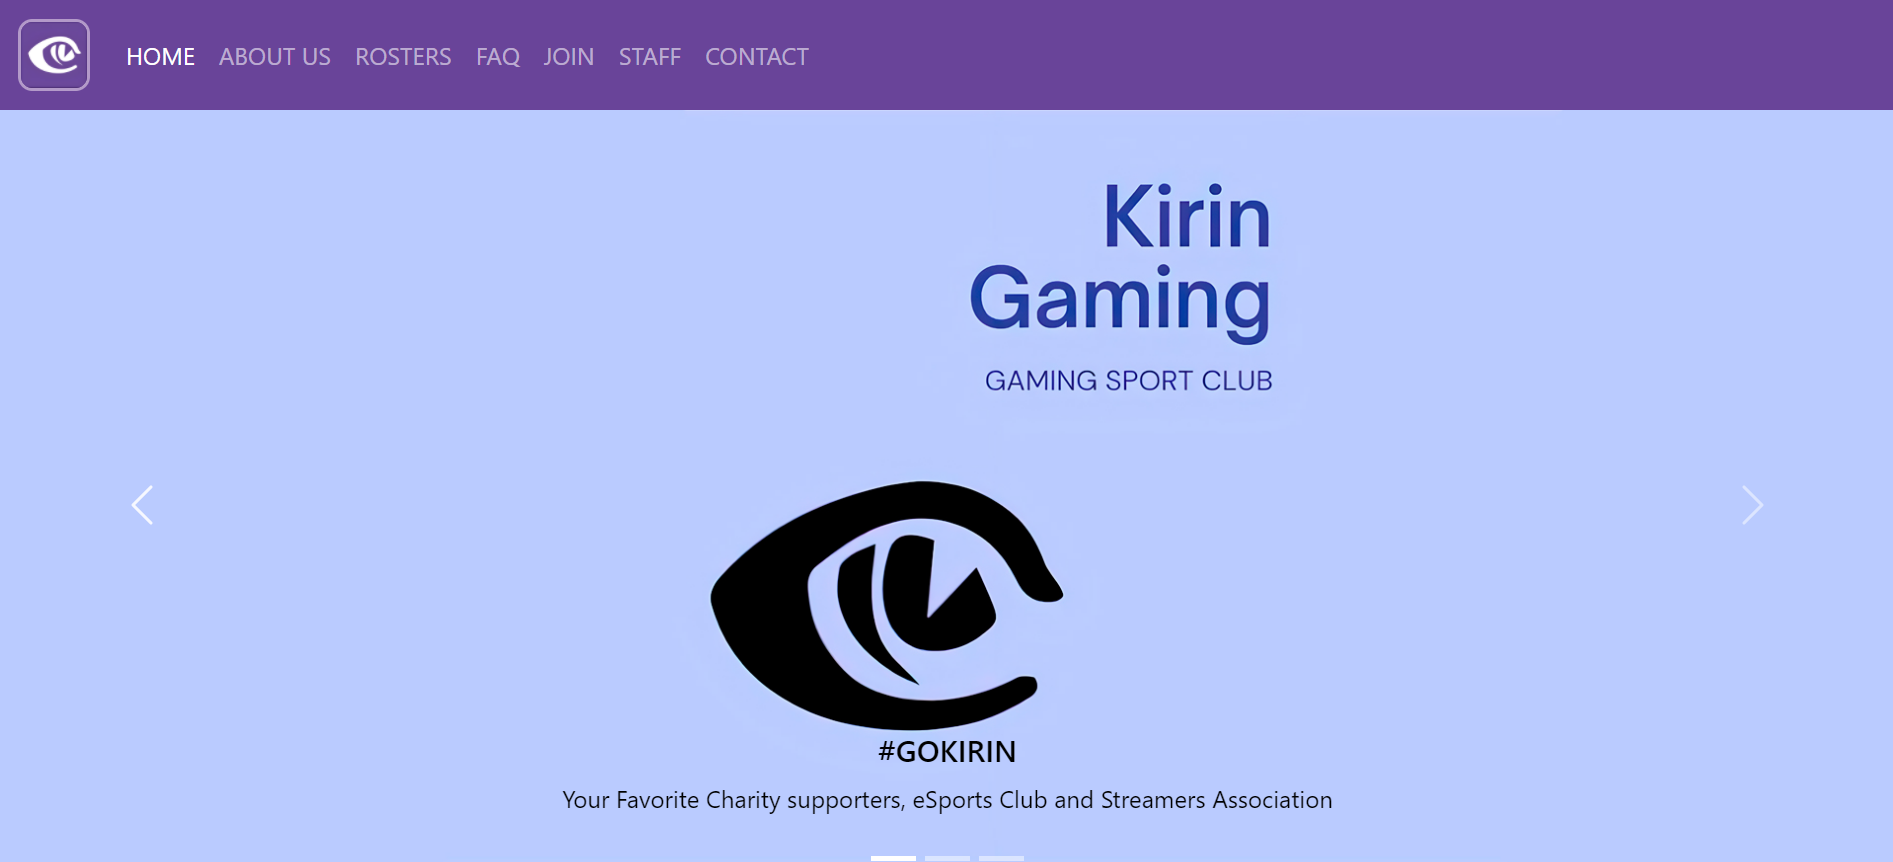 HOME ABOUT US ROSTERS FAQ JOIN STAFF CONTACT
Kirin
Gaming
GAMING SPORT CLUB
#GOKIRIN
Your Favorite Charity supporters, eSports Club and Streamers Association